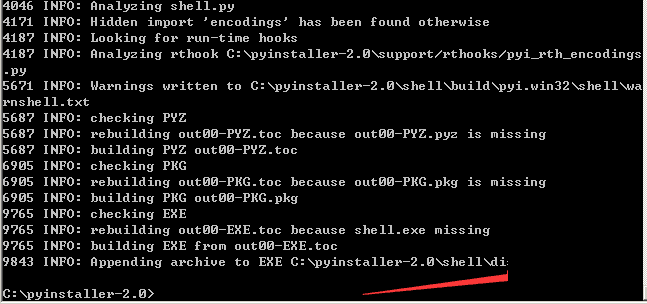 4046 INFO: Analyzing shell.py
4171 INFO: Hidden import 'encodings' has been found otherwise
4187 INFO: Looking for run-time hooks
4187 INFO: Analyzing rthook C:\pyinstaller-2.0\support/rthooks/pyi_rth_encodings
.py
5671 INFO: Warnings written to C:\pyinstaller-2.0\shell\build\pyi.win32\shell\wa
rnshell.txt
5687 INFO: checking PYZ
5687 INFO: rebuilding out00-PYZ.toc because out00-PYZ.pyz is missing
5687 INFO: building PYZ out00-PYZ.toc
6905 INFO: checking PKG
6905 INFO: rebuilding out00-PKG.toc because out00-PKG.pkg is missing
6905 INFO: building PKG out00-PKG.pkg
9765 INFO: checking EXE
9765 INFO: rebuilding out00-EXE.toc because shell.exe missing
9765 INFO: building EXE from out00-EXE.toc
9843 INFO: Appending archive to EXE C:\pyinstaller-2.0\shell\di
C:\pyinstaller-2.0>